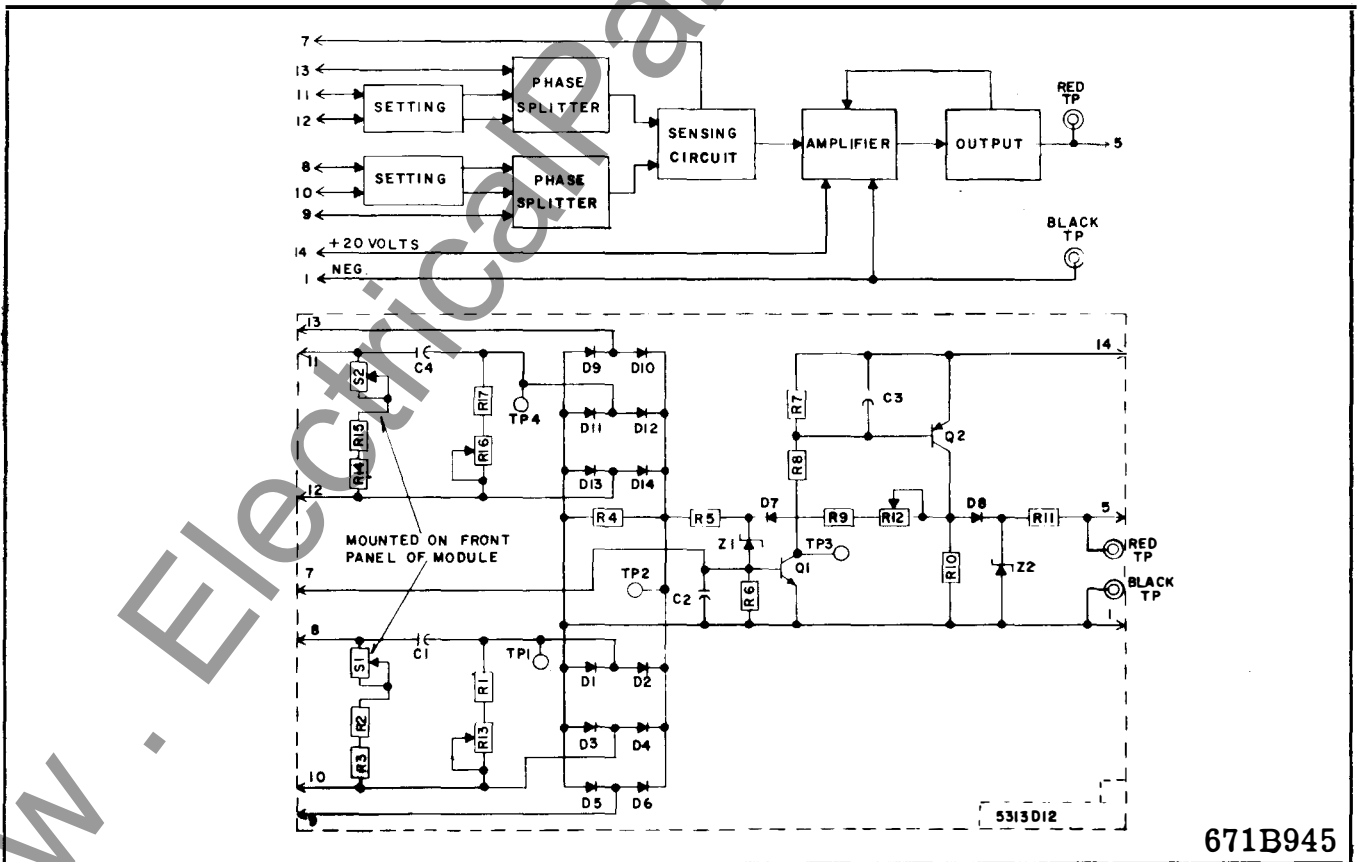 7
13
PHASE
SPLITTER
11
SETTING
12
RED
TP
SENSING
CIRCUIT
AMPLIFIER
OUTPUT
5
8
SETTING
PHASE
SPLITTER
10
9
BLACK
TP
14 +20 VOLTS
1 NEG.
13
11
C4
D9 D10
14
S2
R17
TP4
R7
C3
D11 D12
Q2
R15
R16
R8
R14
D13 D14
12
R4
R5
D7
R9
R12
D8
R11
5
MOUNTED ON FRONT
PANEL OF MODULE
Z1
TP3
RED
TP
7
TP2
C2
R6
Q1
R10
Z2
BLACK
TP
1
8
C1
TP1
S1
R1
D1 D2
R2
R13
D3 D4
R3
10
D5 D6
9
5313D12
671B945
www.ElectricalPa